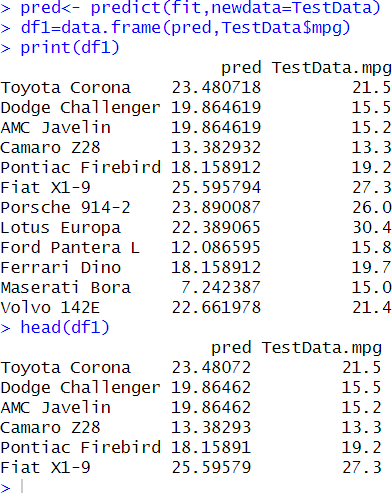 > pred<- predict(fit,newdata=TestData)
> df1=data.frame(pred,TestData$mpg)
> print(df1)
                       pred TestData.mpg
Toyota Corona     23.480718         21.5
Dodge Challenger  19.864619         15.5
AMC Javelin       19.864619         15.2
Camaro Z28        13.382932         13.3
Pontiac Firebird  18.158912         19.2
Fiat X1-9         25.595794         27.3
Porsche 914-2     23.890087         26.0
Lotus Europa      22.389065         30.4
Ford Pantera L    12.086595         15.8
Ferrari Dino      18.158912         19.7
Maserati Bora      7.242387         15.0
Volvo 142E        22.661978         21.4
> head(df1)
                      pred TestData.mpg
Toyota Corona     23.48072         21.5
Dodge Challenger  19.86462         15.5
AMC Javelin       19.86462         15.2
Camaro Z28        13.38293         13.3
Pontiac Firebird  18.15891         19.2
Fiat X1-9         25.59579         27.3
>